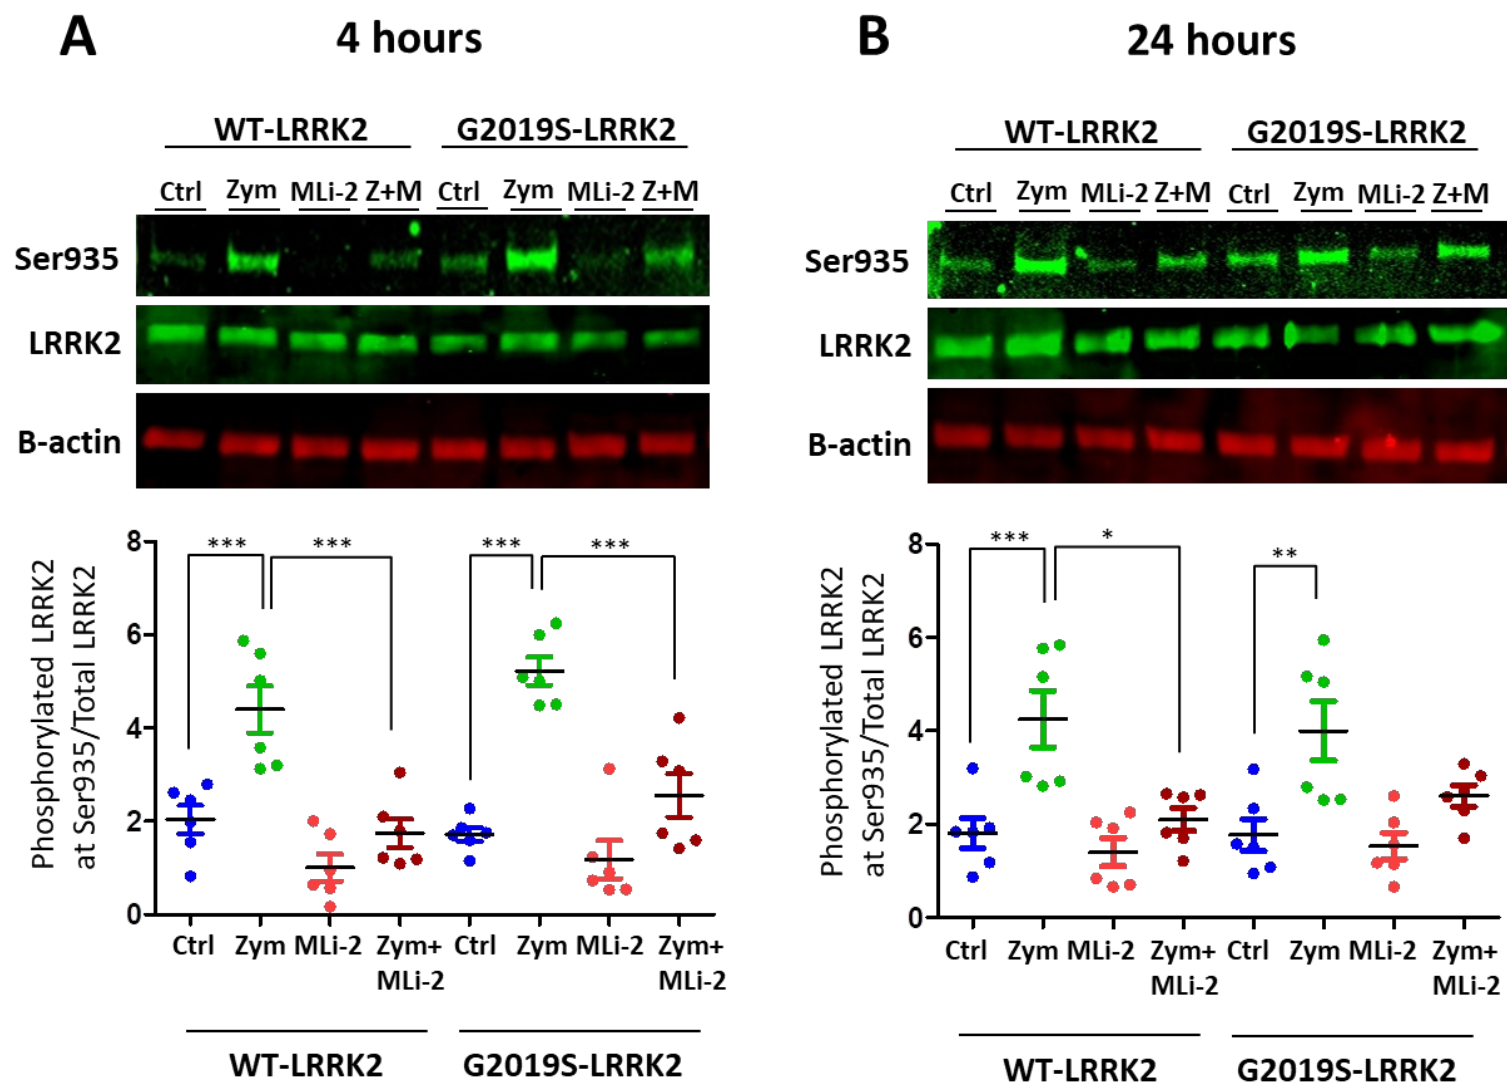 A
4 hours
WT-LRRK2
G2019S-LRRK2
Ctrl
Zym
MLi-2
Z+M
Ctrl
Zym
MLi-2
Z+M
Ser935
LRRK2
B-actin
Phosphorylated LRRK2
at Ser935/Total LRRK2
8
6
4
2
0
***
***
***
***
Ctrl
Zym
MLi-2
Zym+
MLi-2
Ctrl
Zym
MLi-2
Zym+
MLi-2
WT-LRRK2
G2019S-LRRK2
B
24 hours
WT-LRRK2
G2019S-LRRK2
Ctrl
Zym
MLi-2
Z+M
Ctrl
Zym
MLi-2
Z+M
Ser935
LRRK2
B-actin
Phosphorylated LRRK2
at Ser935/Total LRRK2
8
6
4
2
0
***
*
**
Ctrl
Zym
MLi-2
Zym+
MLi-2
Ctrl
Zym
MLi-2
Zym+
MLi-2
WT-LRRK2
G2019S-LRRK2